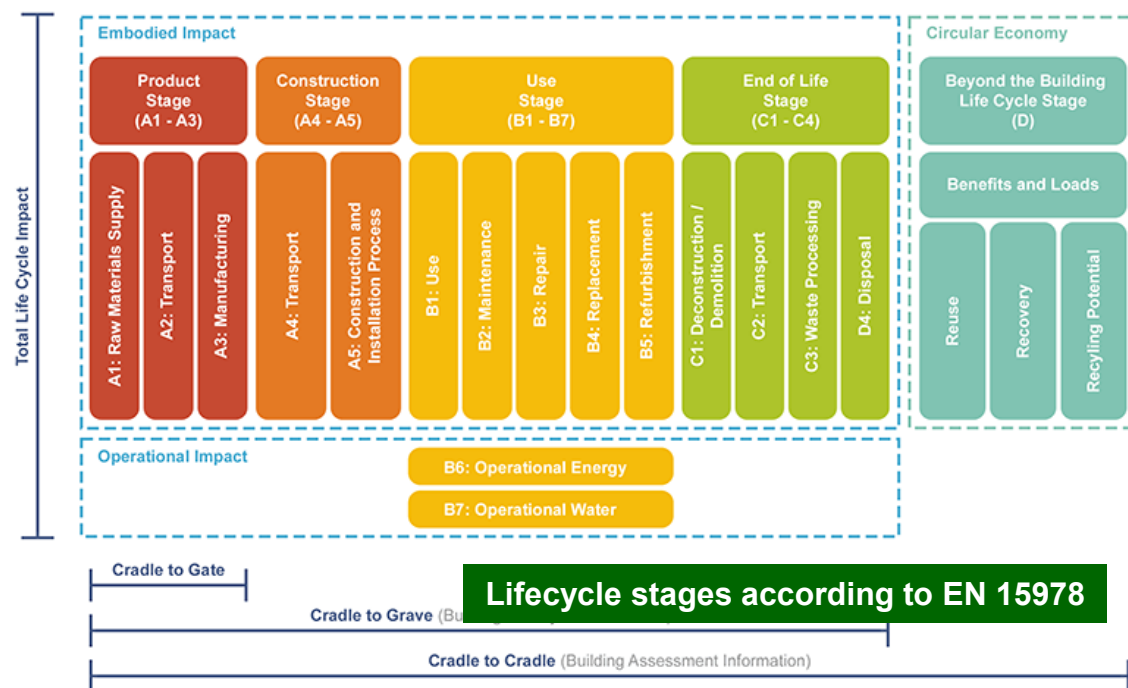 Total Life Cycle Impact
Embodied Impact
Product
Stage
(A1 - A3)
A1: Raw Materials Supply
A2: Transport
A3: Manufacturing
Construction
Stage
(A4 - A5)
A4: Transport
A5: Construction and
Installation Process
Use
Stage
(B1 - B7)
B1: Use
B2: Maintenance
B3: Repair
B4: Replacement
B5: Refurbishment
End of Life
Stage
(C1 - C4)
C1: Deconstruction /
Demolition
C2: Transport
C3: Waste Processing
D4: Disposal
Circular Economy
Beyond the Building
Life Cycle Stage
(D)
Benefits and Loads
Reuse
Recovery
Recyling Potential
Operational Impact
B6: Operational Energy
B7: Operational Water
Cradle to Gate
Lifecycle stages according to EN 15978
Cradle to Grave
Cradle to Cradle (Building Assessment Information)